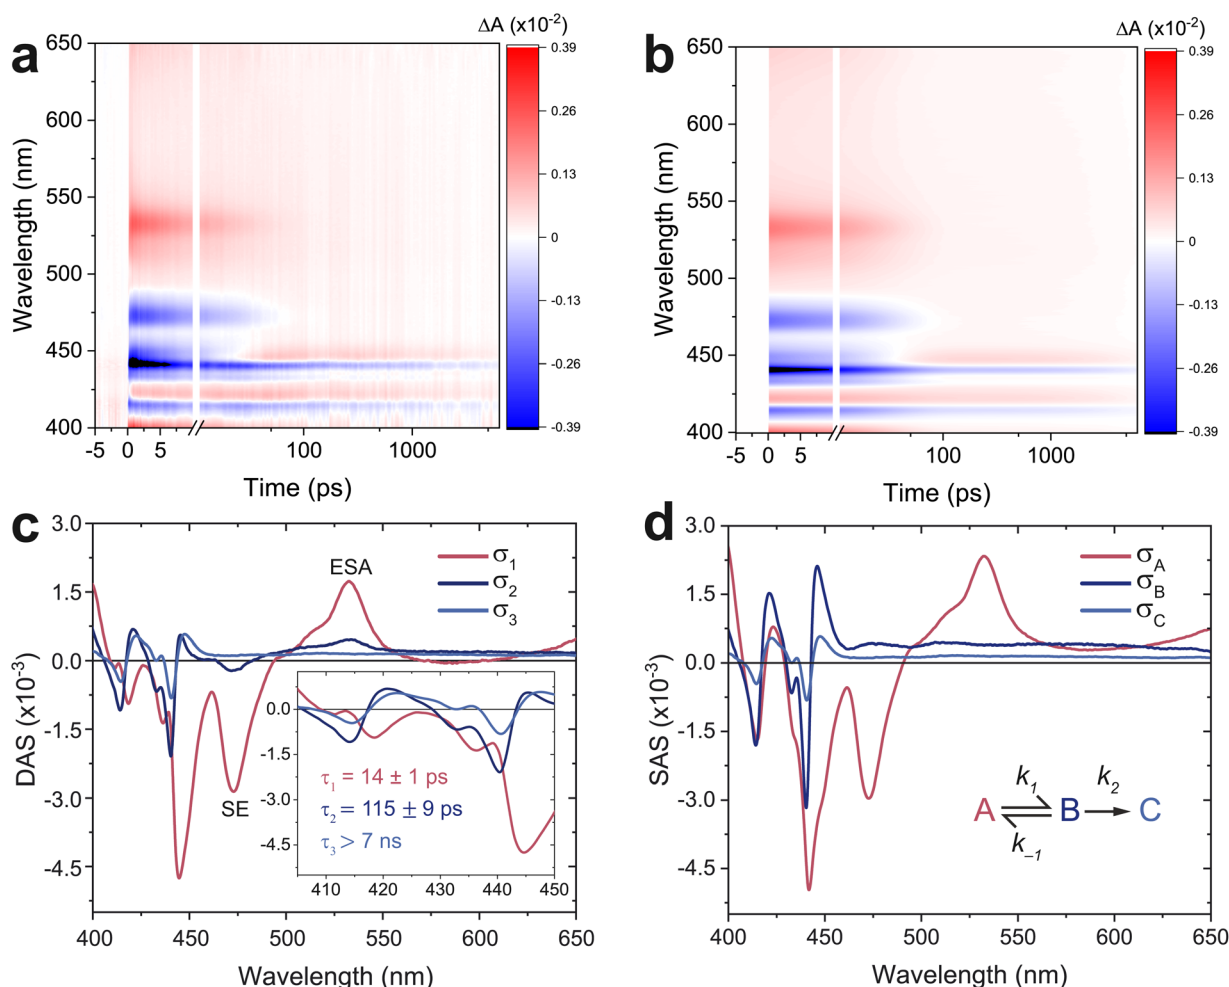 a
ΔA (x10-2)
650
600
550
500
450
400
Wavelength (nm)
-5 0 5 100 1000
Time (ps)
0.39
0.26
0.13
0
-0.13
-0.26
-0.39
b
ΔA (x10-2)
650
600
550
500
450
400
Wavelength (nm)
-5 0 5 100 1000
Time (ps)
0.39
0.26
0.13
0
-0.13
-0.26
-0.39
c
3.0
1.5
0.0
-1.5
-3.0
-4.5
DAS (x10-3)
ESA
σ1
σ2
σ3
SE
0.0
-1.5
-3.0
-4.5
τ1 = 14 ± 1 ps
τ2 = 115 ± 9 ps
τ3 > 7 ns
410 420 430 440 450
400 450 500 550 600 650
Wavelength (nm)
d
3.0
1.5
0.0
-1.5
-3.0
-4.5
SAS (x10-3)
σA
σB
σC
k1 k2
A B C
k–1
400 450 500 550 600 650
Wavelength (nm)